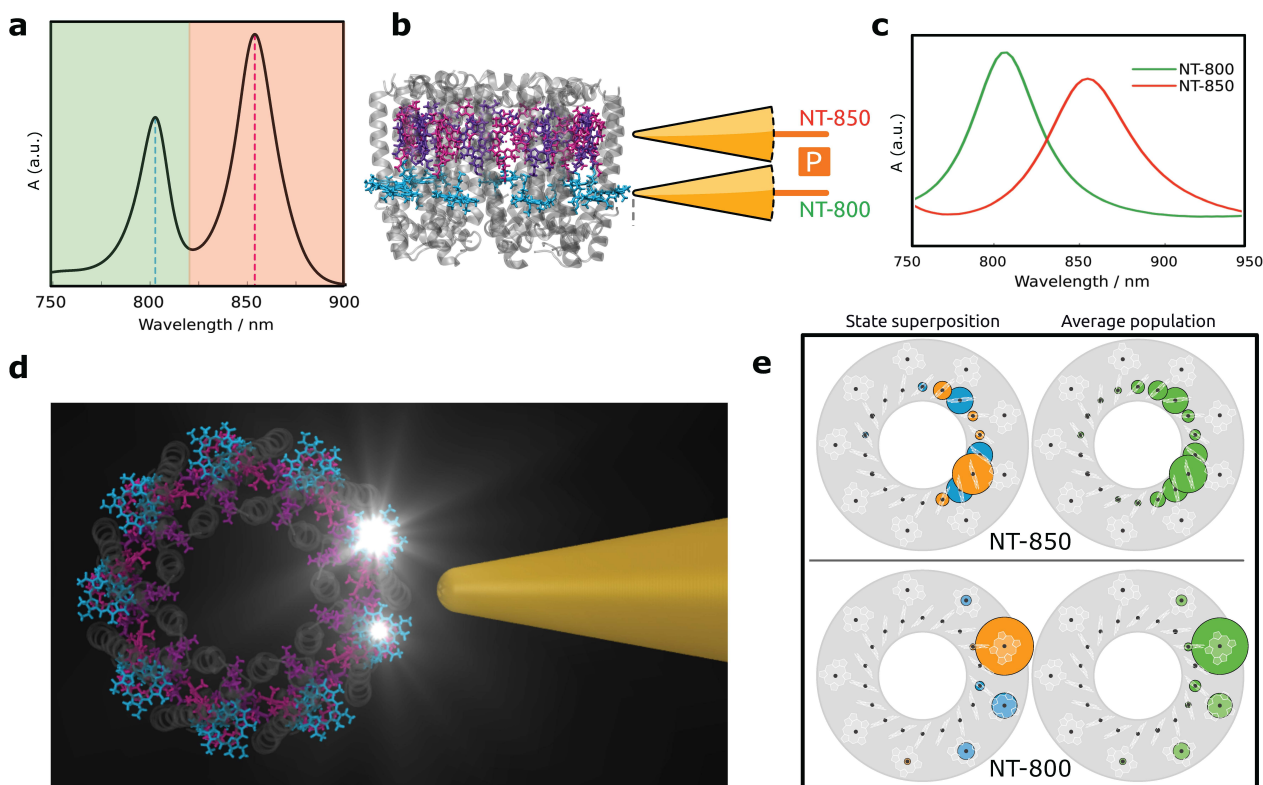 a
A (a.u.)
750
800
850
900
Wavelength / nm
b
NT-850
P
NT-800
c
A (a.u.)
NT-800
NT-850
750
800
850
900
950
Wavelength / nm
d
e
State superposition
Average population
NT-850
NT-800